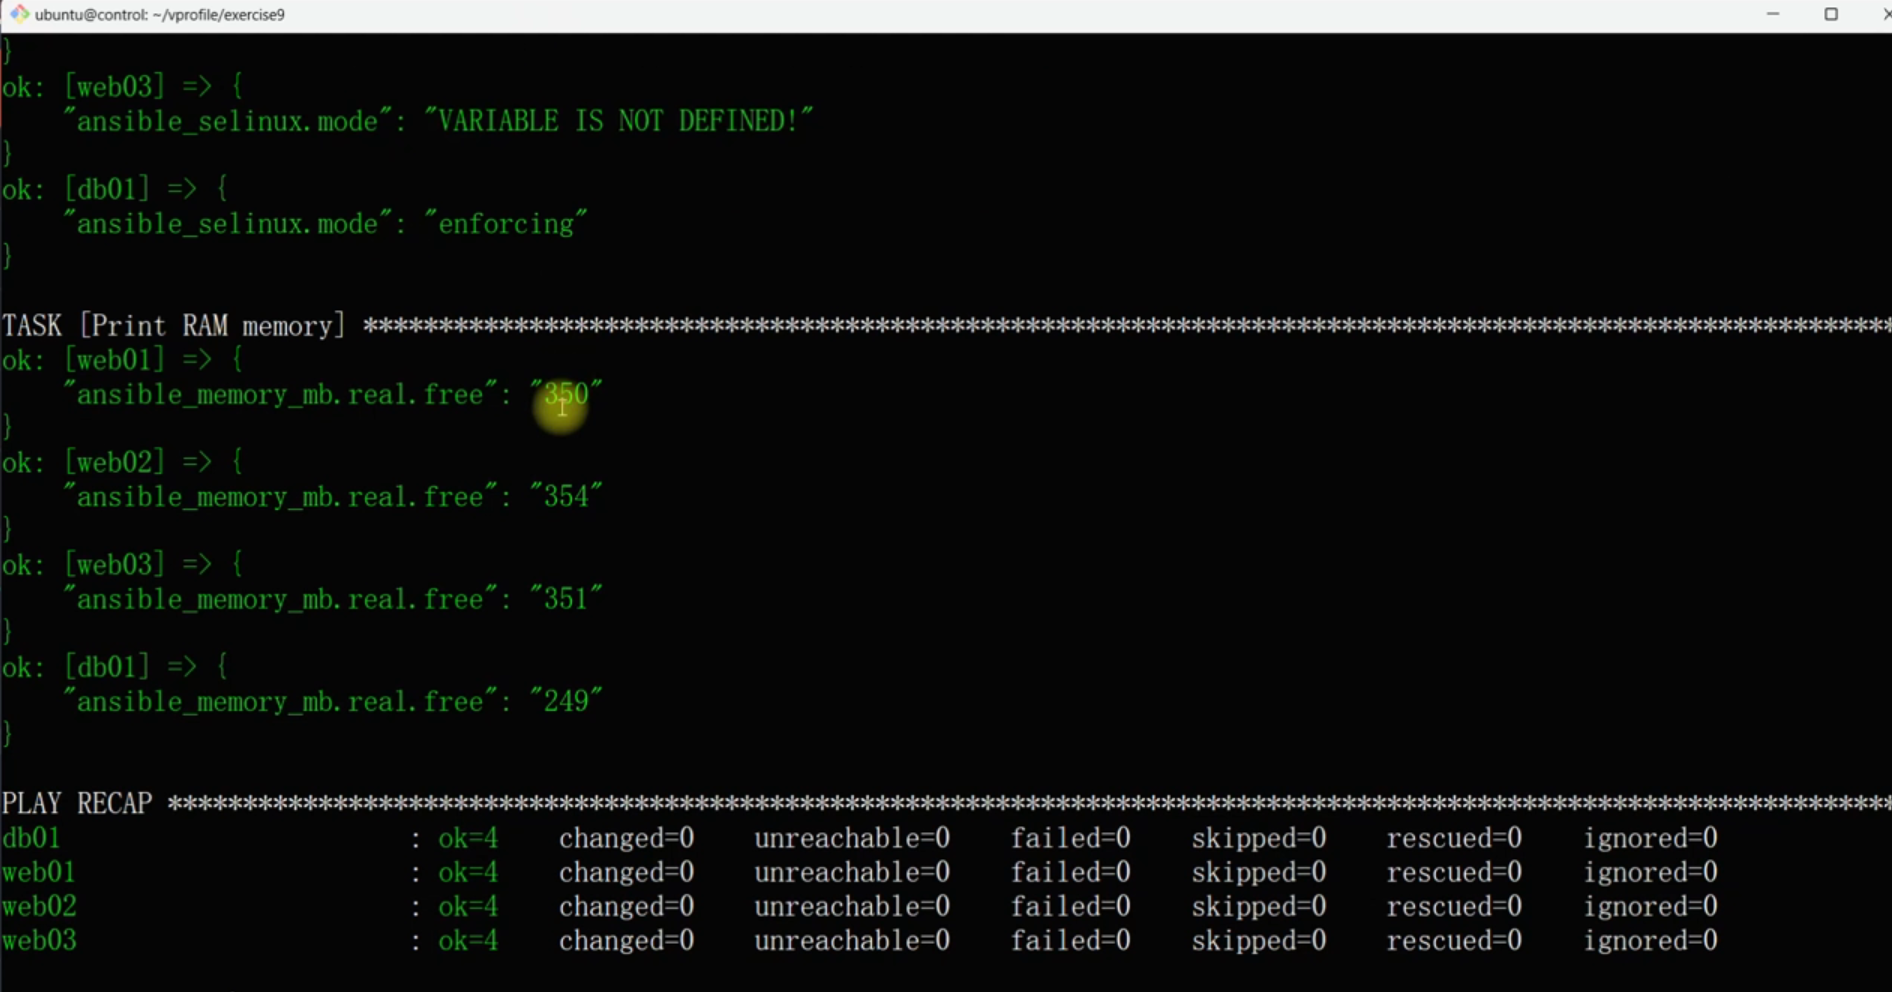 ubuntu@control: ~/vprofile/exercise9
}
ok: [web03] => {
    "ansible_selinux.mode": "VARIABLE IS NOT DEFINED!"
}
ok: [db01] => {
    "ansible_selinux.mode": "enforcing"
}
TASK [Print RAM memory] ******************************************************************************************************
ok: [web01] => {
    "ansible_memory_mb.real.free": "350"
}
ok: [web02] => {
    "ansible_memory_mb.real.free": "354"
}
ok: [web03] => {
    "ansible_memory_mb.real.free": "351"
}
ok: [db01] => {
    "ansible_memory_mb.real.free": "249"
}
PLAY RECAP *******************************************************************************************************************
db01                       : ok=4    changed=0    unreachable=0    failed=0    skipped=0    rescued=0    ignored=0
web01                      : ok=4    changed=0    unreachable=0    failed=0    skipped=0    rescued=0    ignored=0
web02                      : ok=4    changed=0    unreachable=0    failed=0    skipped=0    rescued=0    ignored=0
web03                      : ok=4    changed=0    unreachable=0    failed=0    skipped=0    rescued=0    ignored=0